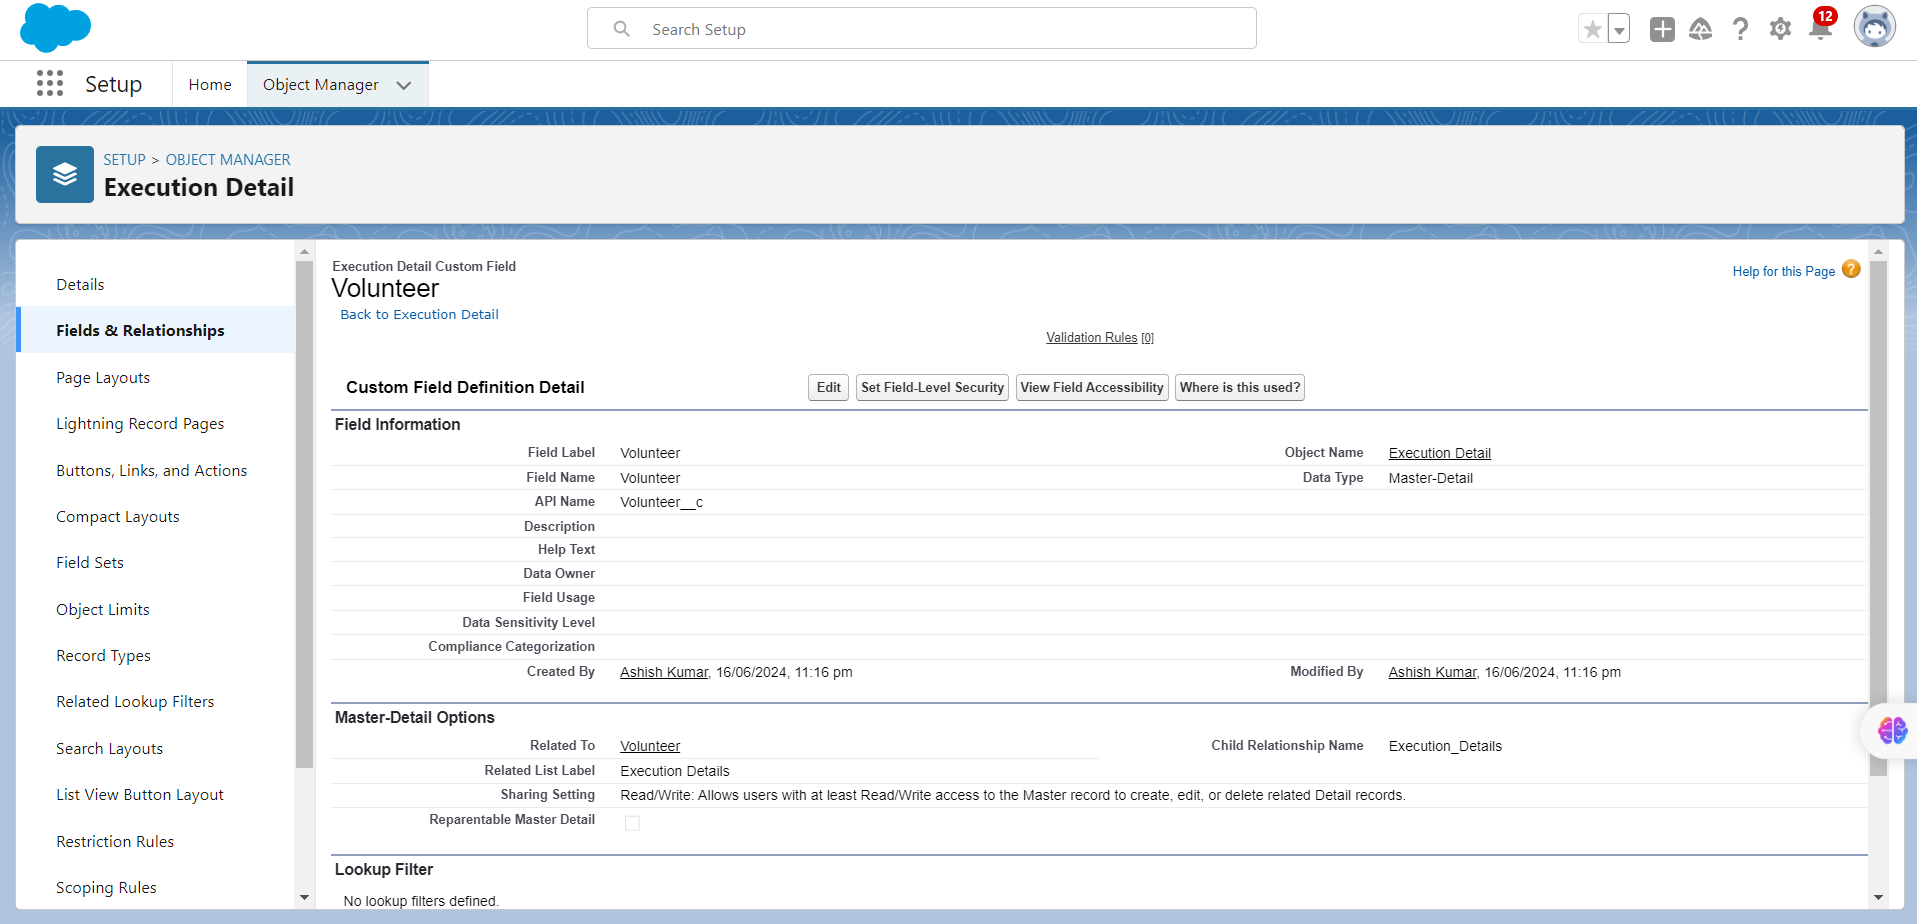 Search Setup
12
Setup
Home
Object Manager
SETUP > OBJECT MANAGER
Execution Detail
Details
Fields & Relationships
Page Layouts
Lightning Record Pages
Buttons, Links, and Actions
Compact Layouts
Field Sets
Object Limits
Record Types
Related Lookup Filters
Search Layouts
List View Button Layout
Restriction Rules
Scoping Rules
Execution Detail Custom Field
Volunteer
Back to Execution Detail
Help for this Page ?
Validation Rules [0]
Custom Field Definition Detail
Edit
Set Field-Level Security
View Field Accessibility
Where is this used?
Field Information
Field Label Volunteer Object Name Execution Detail
Field Name Volunteer Data Type Master-Detail
API Name Volunteer__c
Description
Help Text
Data Owner
Field Usage
Data Sensitivity Level
Compliance Categorization
Created By Ashish Kumar, 16/06/2024, 11:16 pm Modified By Ashish Kumar, 16/06/2024, 11:16 pm
Master-Detail Options
Related To Volunteer Child Relationship Name Execution_Details
Related List Label Execution Details
Sharing Setting Read/Write: Allows users with at least Read/Write access to the Master record to create, edit, or delete related Detail records.
Reparentable Master Detail
Lookup Filter
No lookup filters defined.